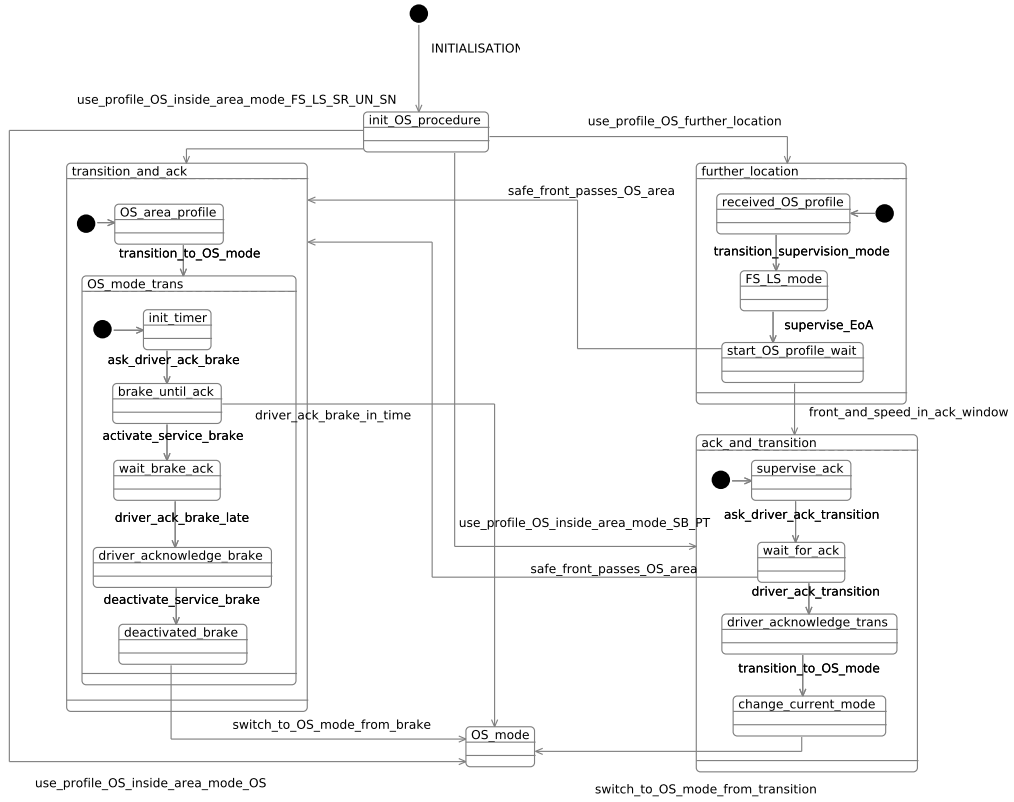 INITIALISATION
use_profile_OS_inside_area_mode_FS_LS_SR_UN_SN
init_OS_procedure
use_profile_OS_further_location
transition_and_ack
further_location
safe_front_passes_OS_area
OS_area_profile
received_OS_profile
transition_to_OS_mode
transition_supervision_mode
OS_mode_trans
FS_LS_mode
init_timer
supervise_EoA
ask_driver_ack_brake
start_OS_profile_wait
brake_until_ack
driver_ack_brake_in_time
front_and_speed_in_ack_window
activate_service_brake
ack_and_transition
wait_brake_ack
supervise_ack
driver_ack_brake_late
ask_driver_ack_transition
use_profile_OS_inside_area_mode_SB_PT
driver_acknowledge_brake
wait_for_ack
safe_front_passes_OS_area
deactivate_service_brake
driver_ack_transition
deactivated_brake
driver_acknowledge_trans
transition_to_OS_mode
change_current_mode
switch_to_OS_mode_from_brake
OS_mode
use_profile_OS_inside_area_mode_OS
switch_to_OS_mode_from_transition